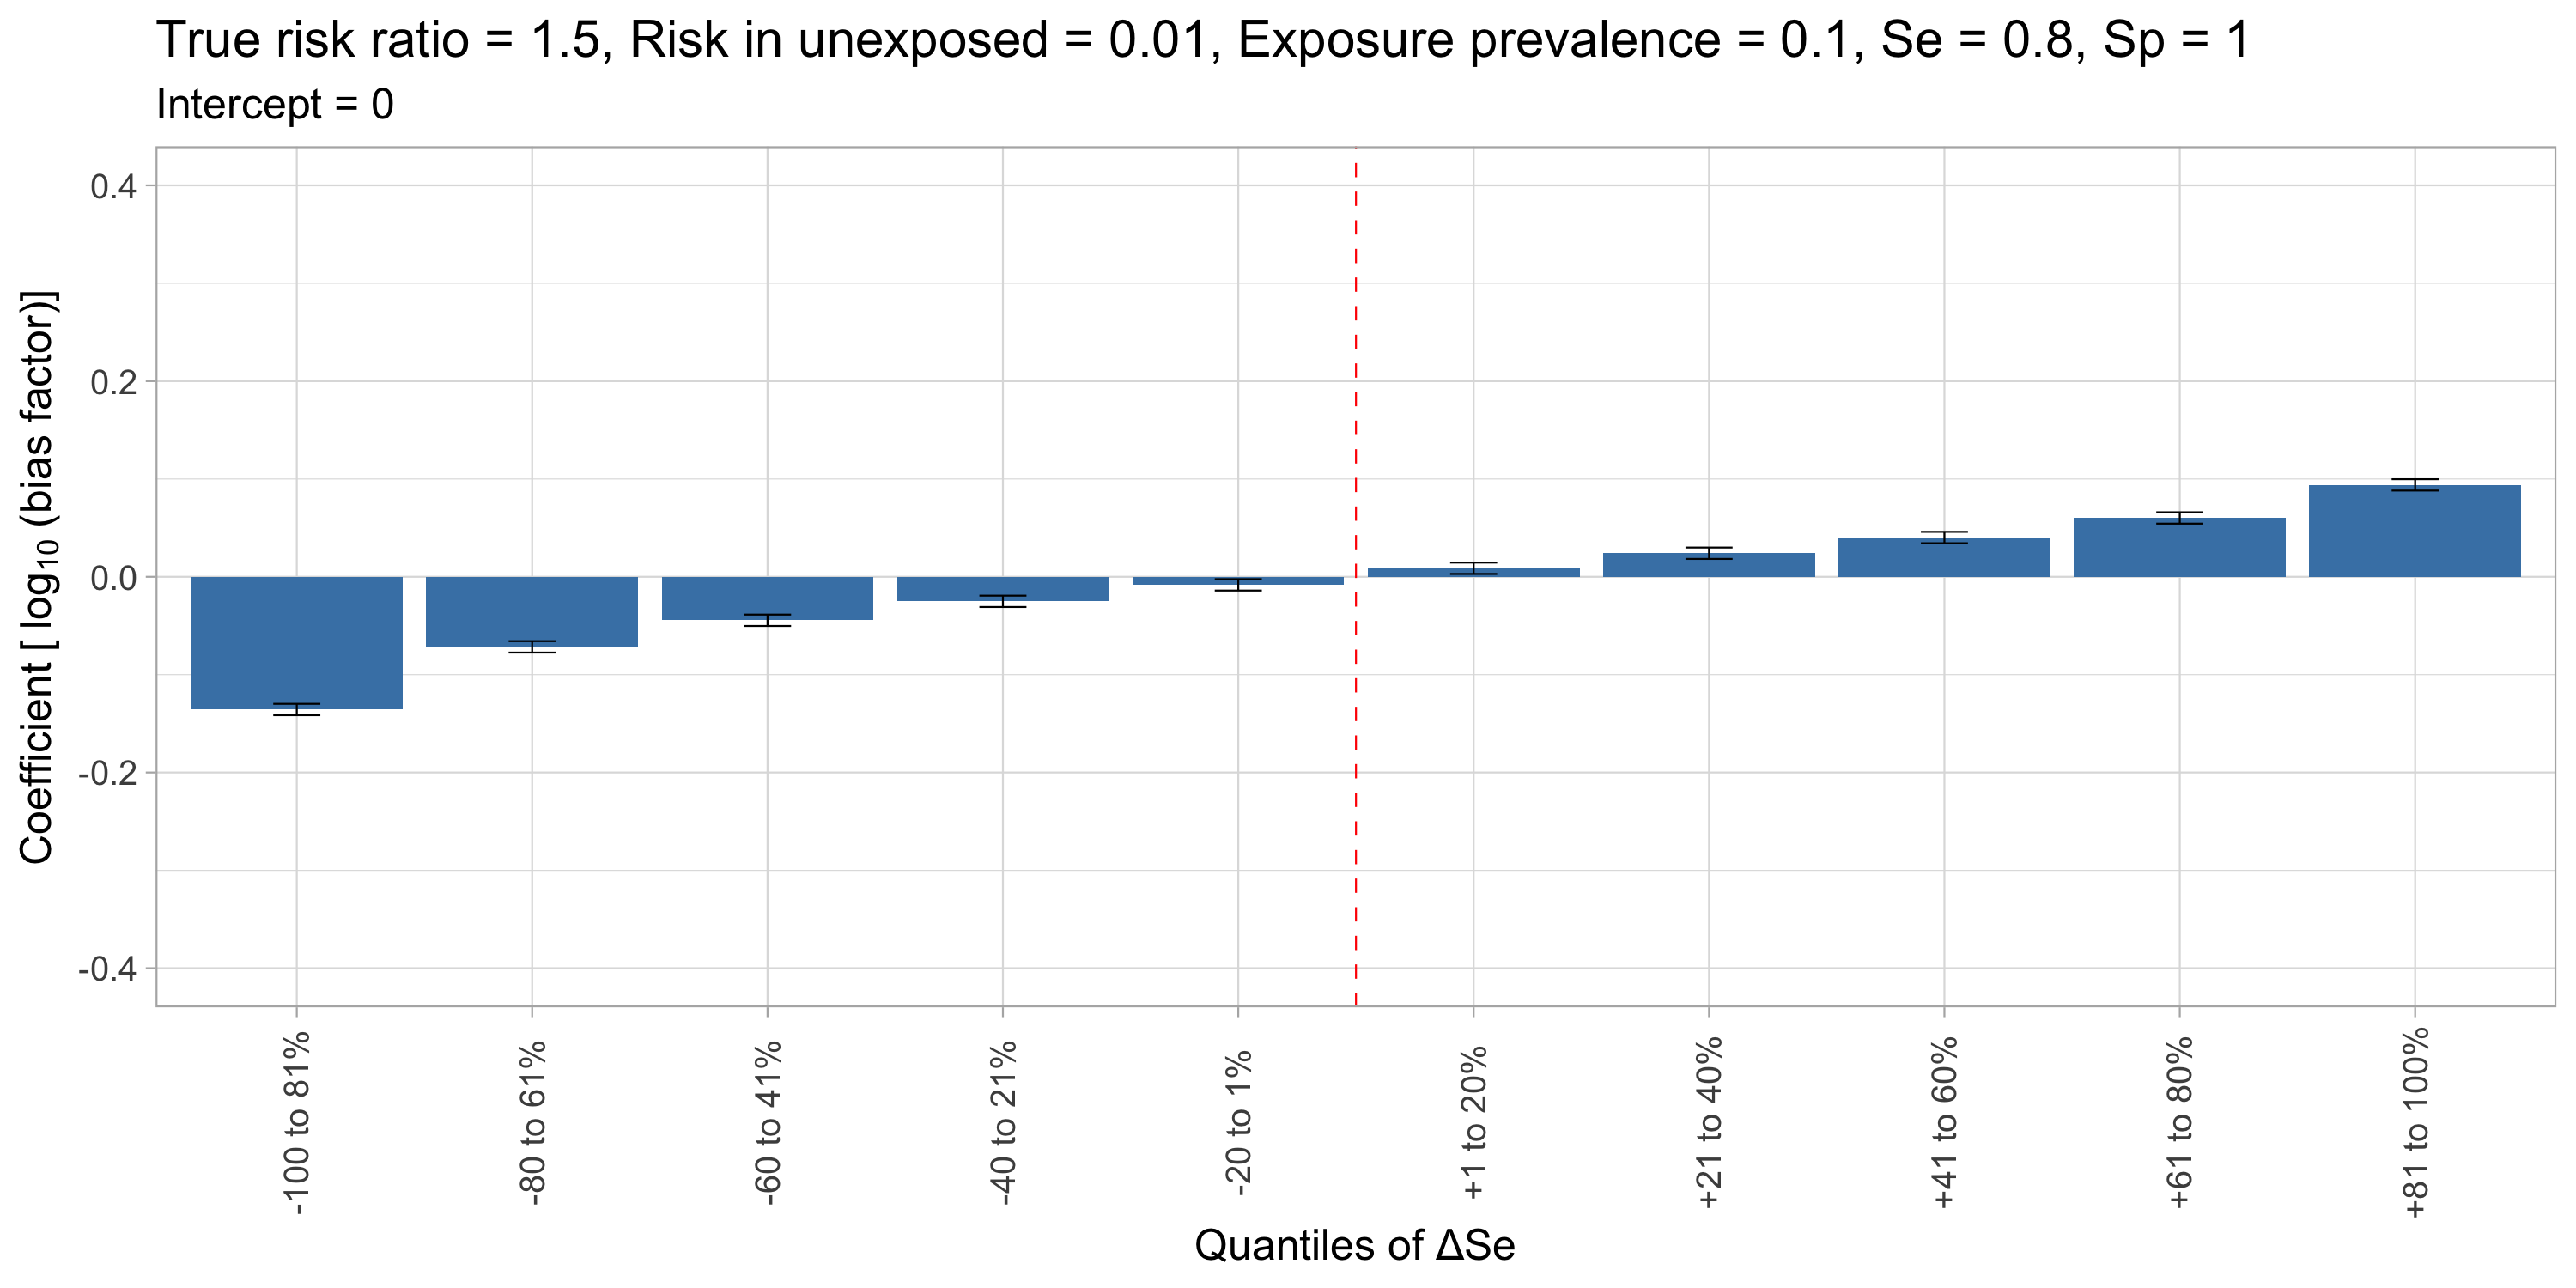 True risk ratio = 1.5, Risk in unexposed = 0.01, Exposure prevalence = 0.1, Se = 0.8, Sp = 1
Intercept = 0
Coefficient [ log₁₀ (bias factor)]
0.4
0.2
0.0
-0.2
-0.4
-100 to 81%
-80 to 61%
-60 to 41%
-40 to 21%
-20 to 1%
+1 to 20%
+21 to 40%
+41 to 60%
+61 to 80%
+81 to 100%
Quantiles of ΔSe